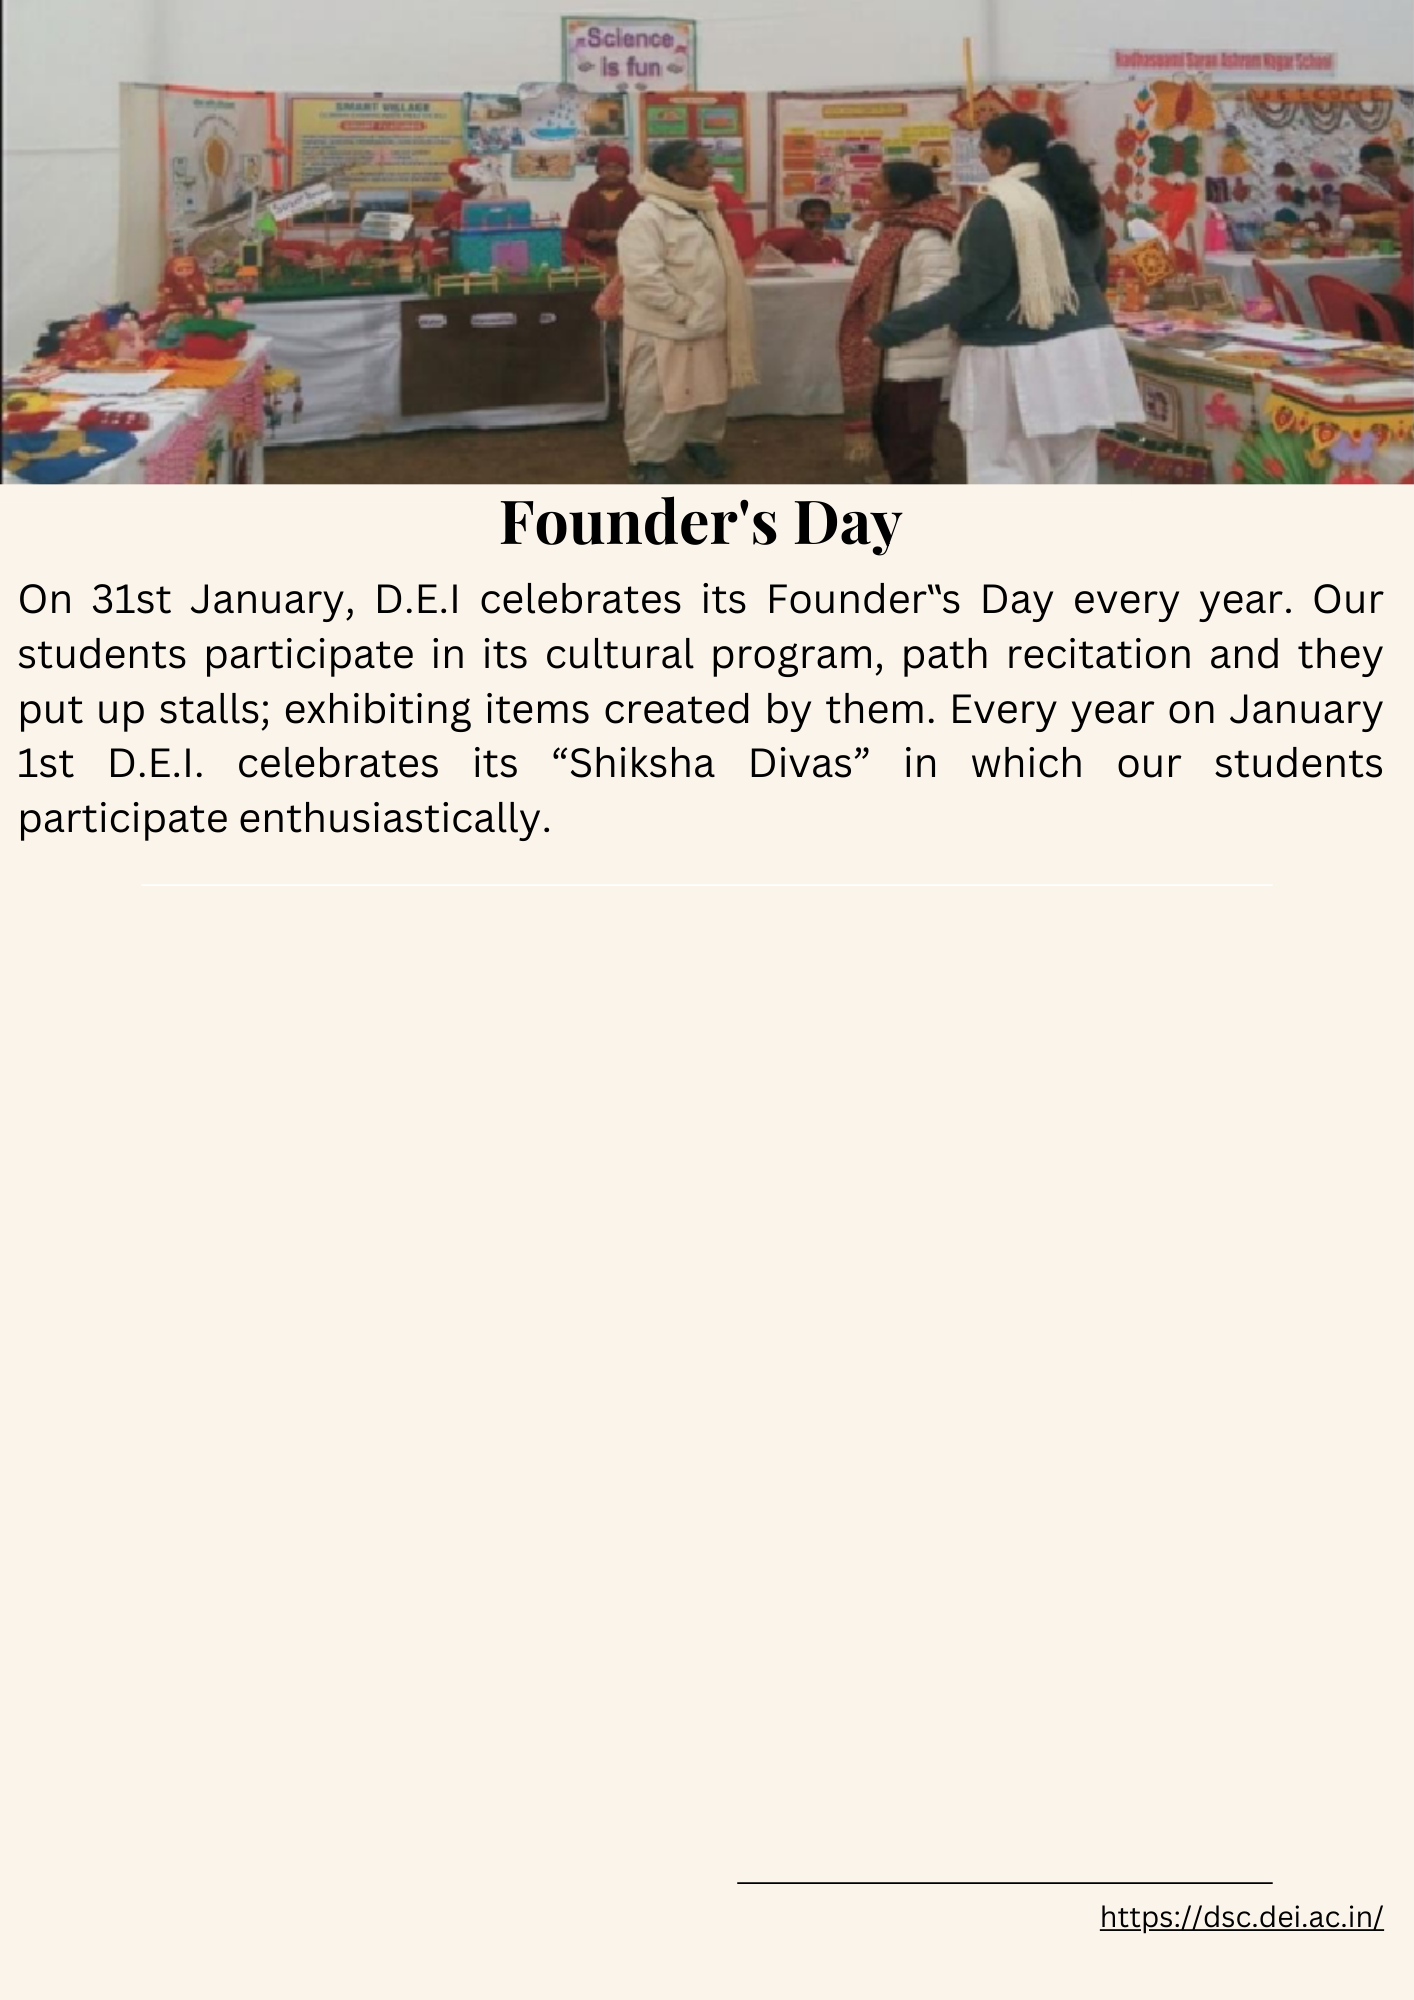 Science
is fun
Radhasoami Saran Ashram Nagar School
SMART VILLAGE
Founder's Day
On 31st January, D.E.I celebrates its Founder‟s Day every year. Our
students participate in its cultural program, path recitation and they
put up stalls; exhibiting items created by them. Every year on January
1st D.E.I. celebrates its “Shiksha Divas” in which our students
participate enthusiastically.
https://dsc.dei.ac.in/